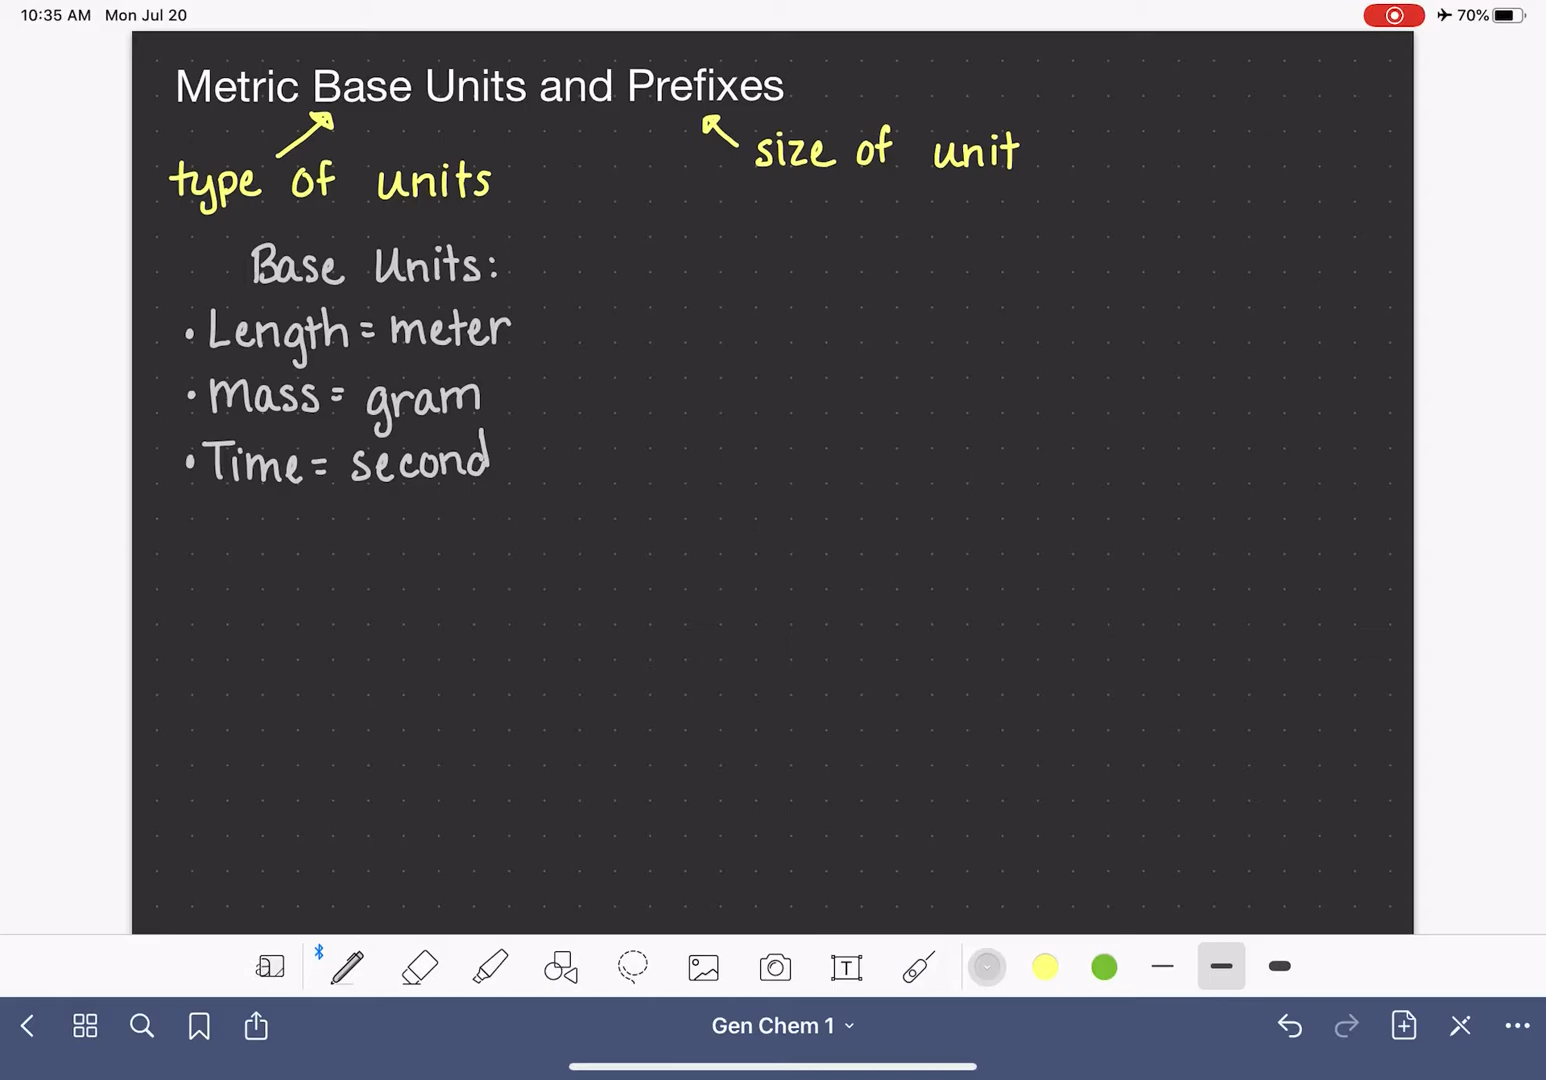 10:35 AM Mon Jul 20
70%
Metric Base Units and Prefixes
size of unit
type of units
Base Units:
• Length = meter
• Mass = gram
• Time = second
T
Gen Chem 1